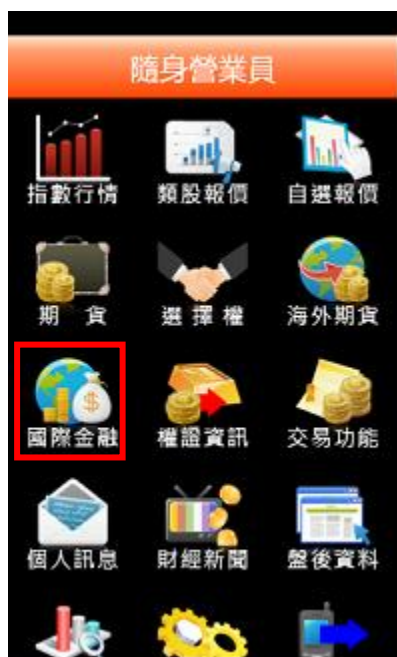 隨身營業員
指數行情 類股報價 自選報價
期 貨 選擇權 海外期貨
國際金融 權證資訊 交易功能
個人訊息 財經新聞 盤後資料